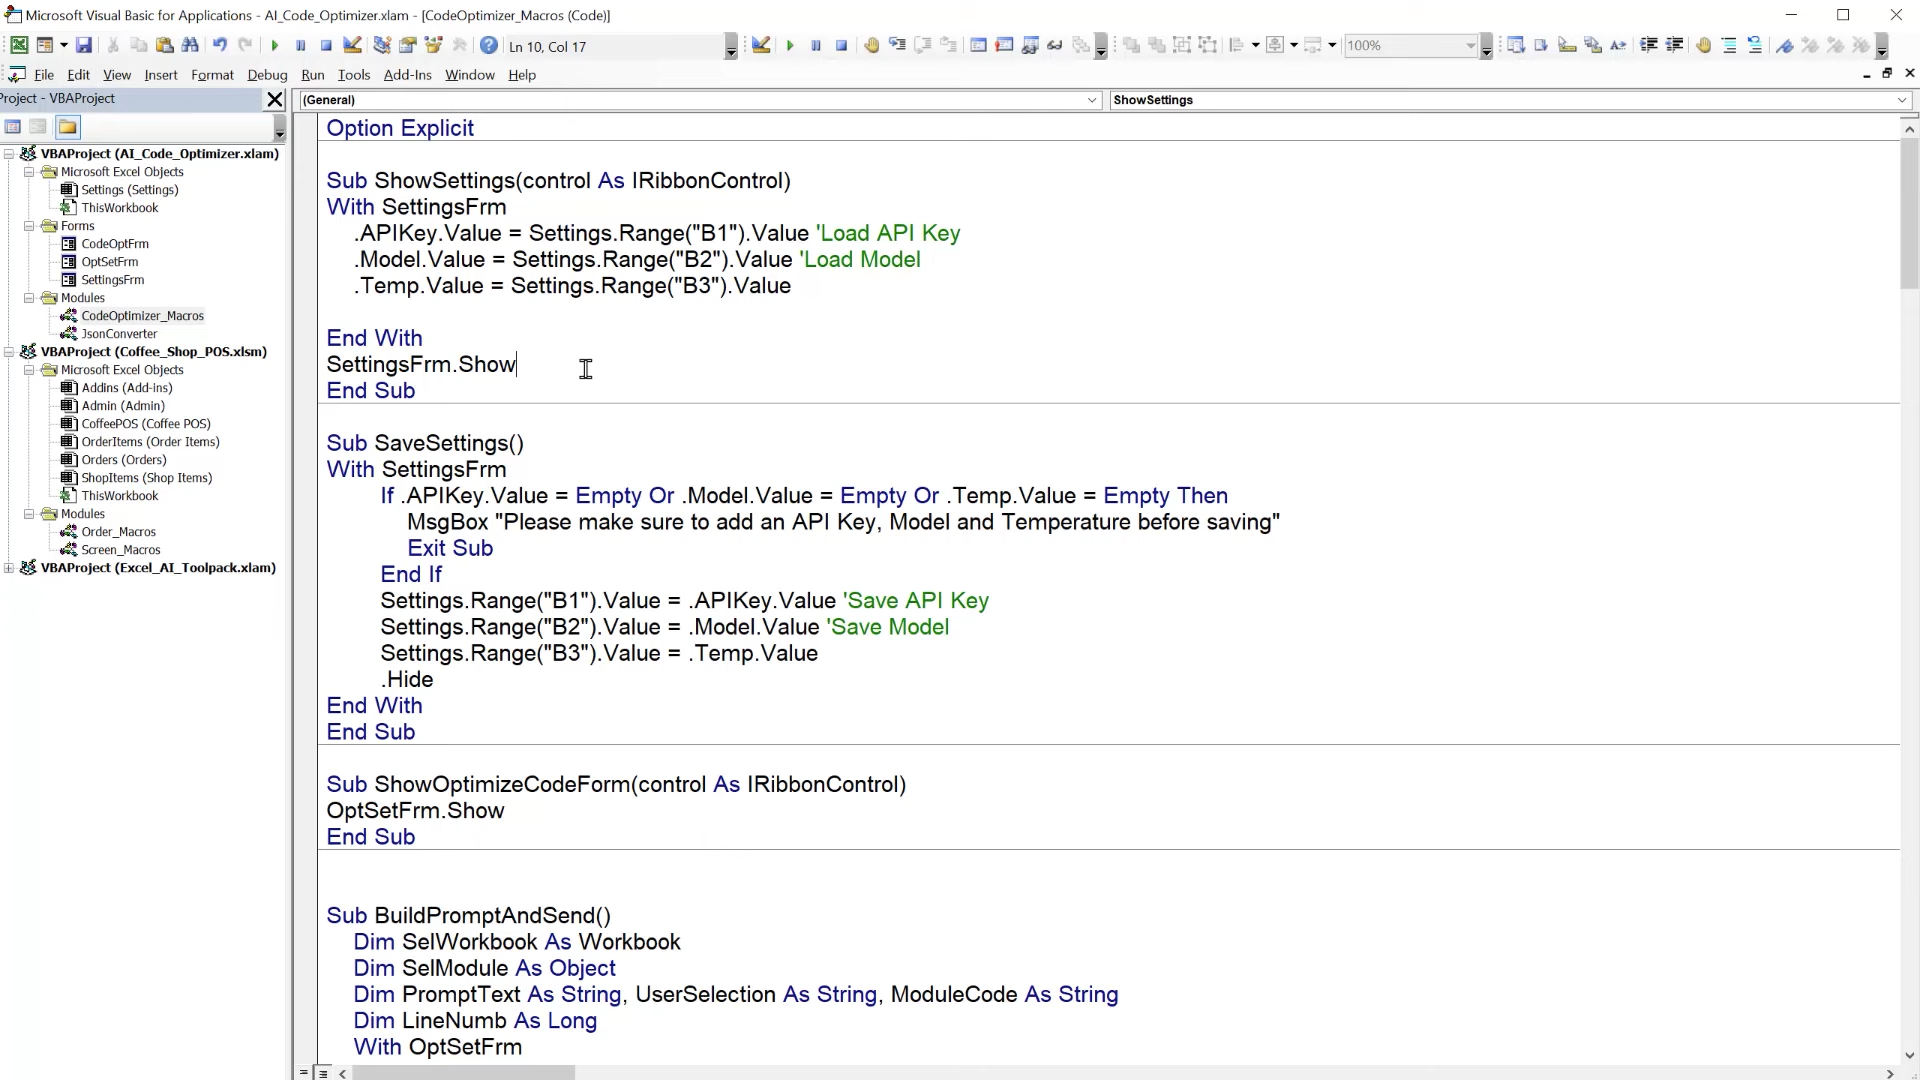 Microsoft Visual Basic for Applications - AI_Code_Optimizer.xlam - [CodeOptimizer_Macros (Code)]
Ln 10, Col 17
100%
File Edit View Insert Format Debug Run Tools Add-Ins Window Help
Project - VBAProject
(General)
ShowSettings
VBAProject (AI_Code_Optimizer.xlam)
Microsoft Excel Objects
Settings (Settings)
ThisWorkbook
Forms
CodeOptFrm
OptSetFrm
SettingsFrm
Modules
CodeOptimizer_Macros
JsonConverter
VBAProject (Coffee_Shop_POS.xlsm)
Microsoft Excel Objects
Addins (Add-ins)
Admin (Admin)
CoffeePOS (Coffee POS)
OrderItems (Order Items)
Orders (Orders)
ShopItems (Shop Items)
ThisWorkbook
Modules
Order_Macros
Screen_Macros
VBAProject (Excel_AI_Toolpack.xlam)
Option Explicit
Sub ShowSettings(control As IRibbonControl)
With SettingsFrm
.APIKey.Value = Settings.Range("B1").Value 'Load API Key
.Model.Value = Settings.Range("B2").Value 'Load Model
.Temp.Value = Settings.Range("B3").Value
End With
SettingsFrm.Show
End Sub
Sub SaveSettings()
With SettingsFrm
If .APIKey.Value = Empty Or .Model.Value = Empty Or .Temp.Value = Empty Then
MsgBox "Please make sure to add an API Key, Model and Temperature before saving"
Exit Sub
End If
Settings.Range("B1").Value = .APIKey.Value 'Save API Key
Settings.Range("B2").Value = .Model.Value 'Save Model
Settings.Range("B3").Value = .Temp.Value
.Hide
End With
End Sub
Sub ShowOptimizeCodeForm(control As IRibbonControl)
OptSetFrm.Show
End Sub
Sub BuildPromptAndSend()
Dim SelWorkbook As Workbook
Dim SelModule As Object
Dim PromptText As String, UserSelection As String, ModuleCode As String
Dim LineNumb As Long
With OptSetFrm